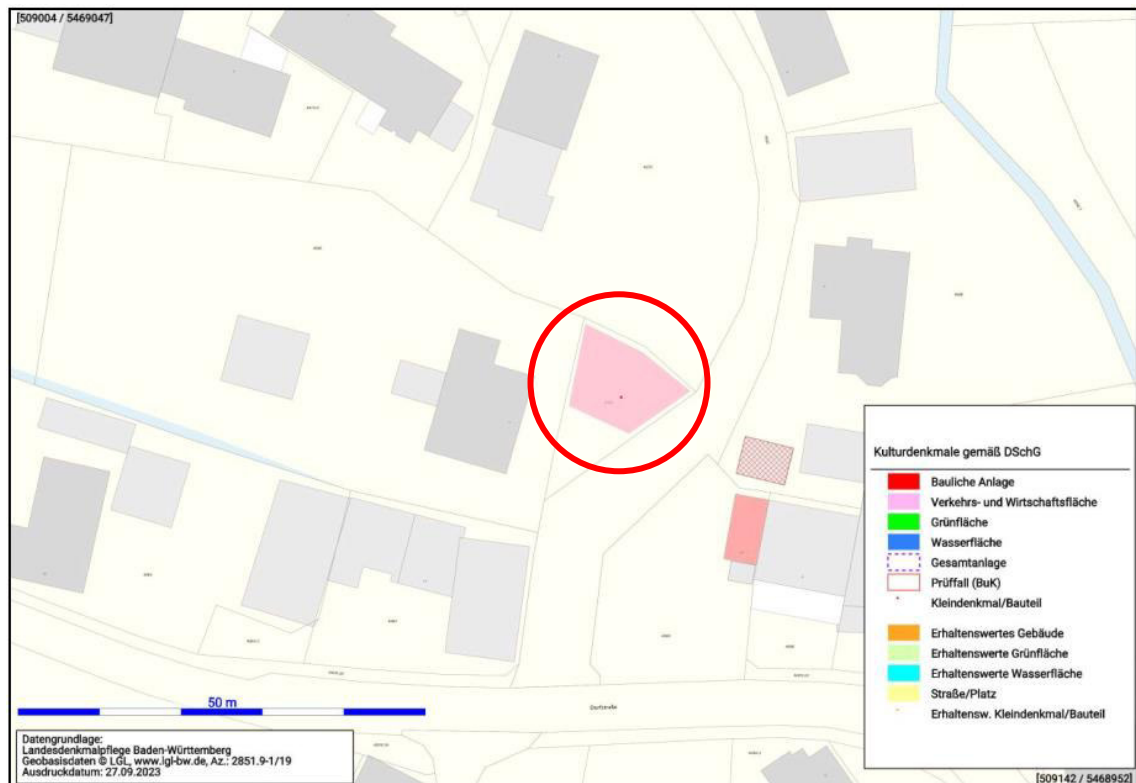 [509004 / 5469047]
Kulturdenkmale gemäß DSchG
Bauliche Anlage
Verkehrs- und Wirtschaftsfläche
Grünfläche
Wasserfläche
Gesamtanlage
Prüffall (BuK)
Kleindenkmal/Bauteil
Erhaltenswertes Gebäude
Erhaltenswerte Grünfläche
Erhaltenswerte Wasserfläche
Straße/Platz
Erhaltensw. Kleindenkmal/Bauteil
50 m
Datengrundlage:
Landesdenkmalpflege Baden-Württemberg
Geobasisdaten © LGL, www.lgl-bw.de, Az.: 2851.9-1/19
Ausdruckdatum: 27.09.2023
[509142 / 5468952]